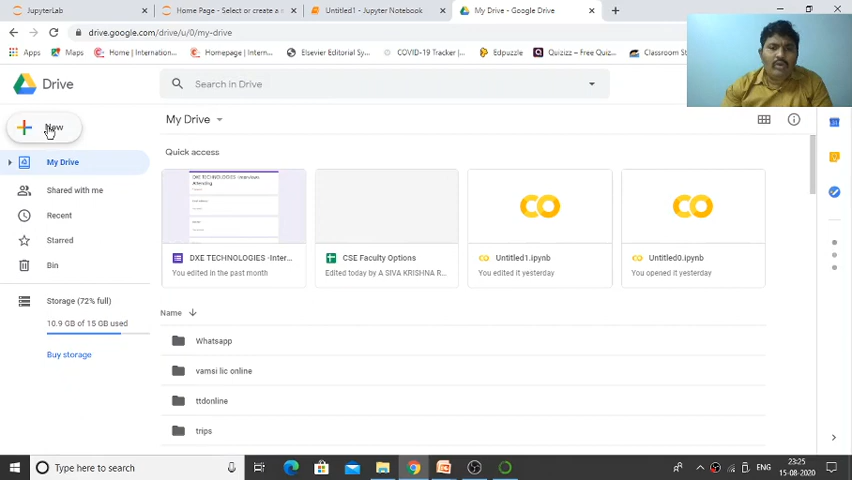 JupyterLab
Home Page - Select or create a n
Untitled1 - Jupyter Notebook
My Drive - Google Drive
drive.google.com/drive/u/0/my-drive
Apps
Maps
Home | Internation...
Homepage | Intern...
Elsevier Editorial Sy...
COVID-19 Treatme...
Edpuzzle
Quizizz – Free Quiz...
Classroom S
Drive
Search in Drive
New
My Drive
My Drive
Quick access
Shared with me
Recent
Starred
Bin
Storage (72% full)
10.9 GB of 15 GB used
Buy storage
DXE TECHNOLOGIES -Interviews
Attending
DXE TECHNOLOGIES -Inter...
You edited in the past month
CSE Faculty Options
Edited today by A SIVA KRISHNA R...
Untitled1.ipynb
You edited it yesterday
Untitled0.ipynb
You opened it yesterday
Name
Whatsapp
vamsi lic online
ttdonline
trips
Type here to search
ENG
23:25
15-08-2020